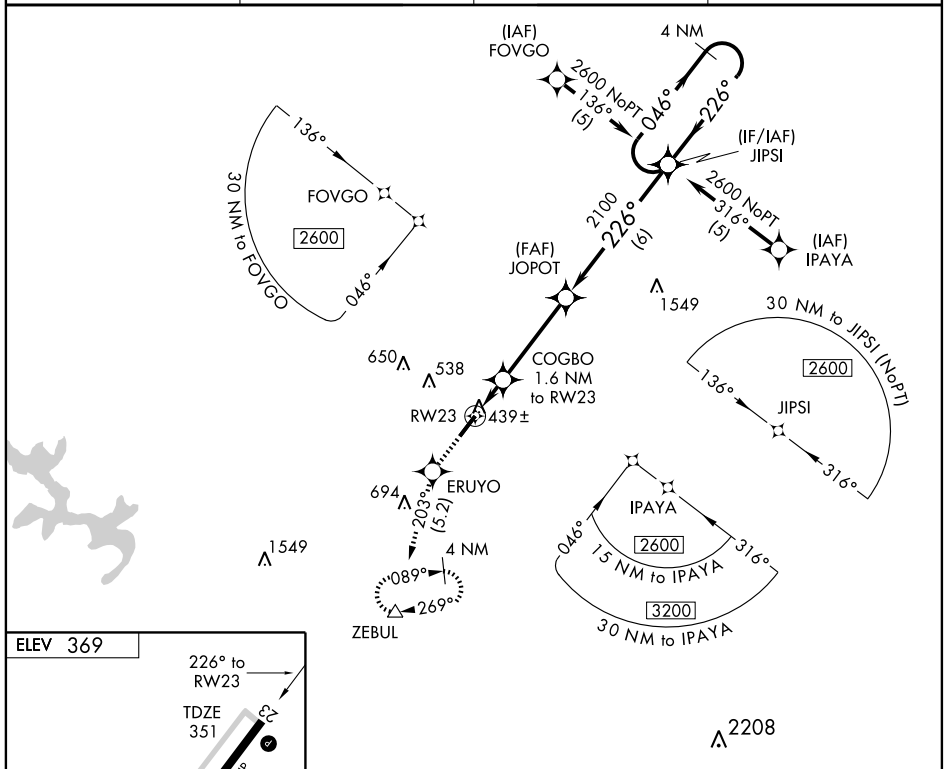 (IAF)
FOVGO
4 NM
2600 NoPT
136°
(5)
046°
226°
(IF/IAF)
JIPSI
2600 NoPT
316°
(5)
(IAF)
IPAYA
2100
226°
(6)
(FAF)
JOPOT
136°
FOVGO
2600
046°
30 NM to FOVGO
1549
30 NM to JIPSI (NoPT)
2600
136°
JIPSI
316°
650
538
COGBO
1.6 NM
to RW23
RW23
439±
ERUYO
694
203°
(5.2)
4 NM
089°
269°
ZEBUL
1549
IPAYA
046°
2600
316°
15 NM to IPAYA
3200
30 NM to IPAYA
2208
ELEV 369
226° to
RW23
TDZE
351
23
P